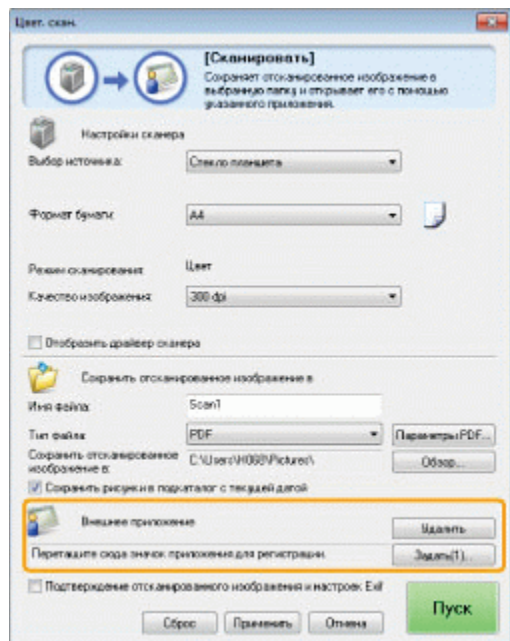 Цвет. скан.
[Сканировать]
Сохраняет отсканированное изображение в
выбранную папку и открывает его с помощью
указанного приложения.
Настройки сканера
Выбор источника: Стекло планшета
Формат бумаги: A4
Режим сканирования: Цвет
Качество изображения: 300 dpi
Отобразить драйвер сканера
Сохранить отсканированное изображение в
Имя файла: Scan1
Тип файла: PDF Параметры PDF...
Сохранить отсканированное
изображение в: C:\Users\HOGB\Pictures\ Обзор...
Сохранить рисунки в подкаталог с текущей датой
Внешнее приложение Удалить
Перетащите сюда значок приложения для регистрации. Задать(1)...
Подтверждение отсканированного изображения и настроек Exif
Сброс Применить Отмена Пуск